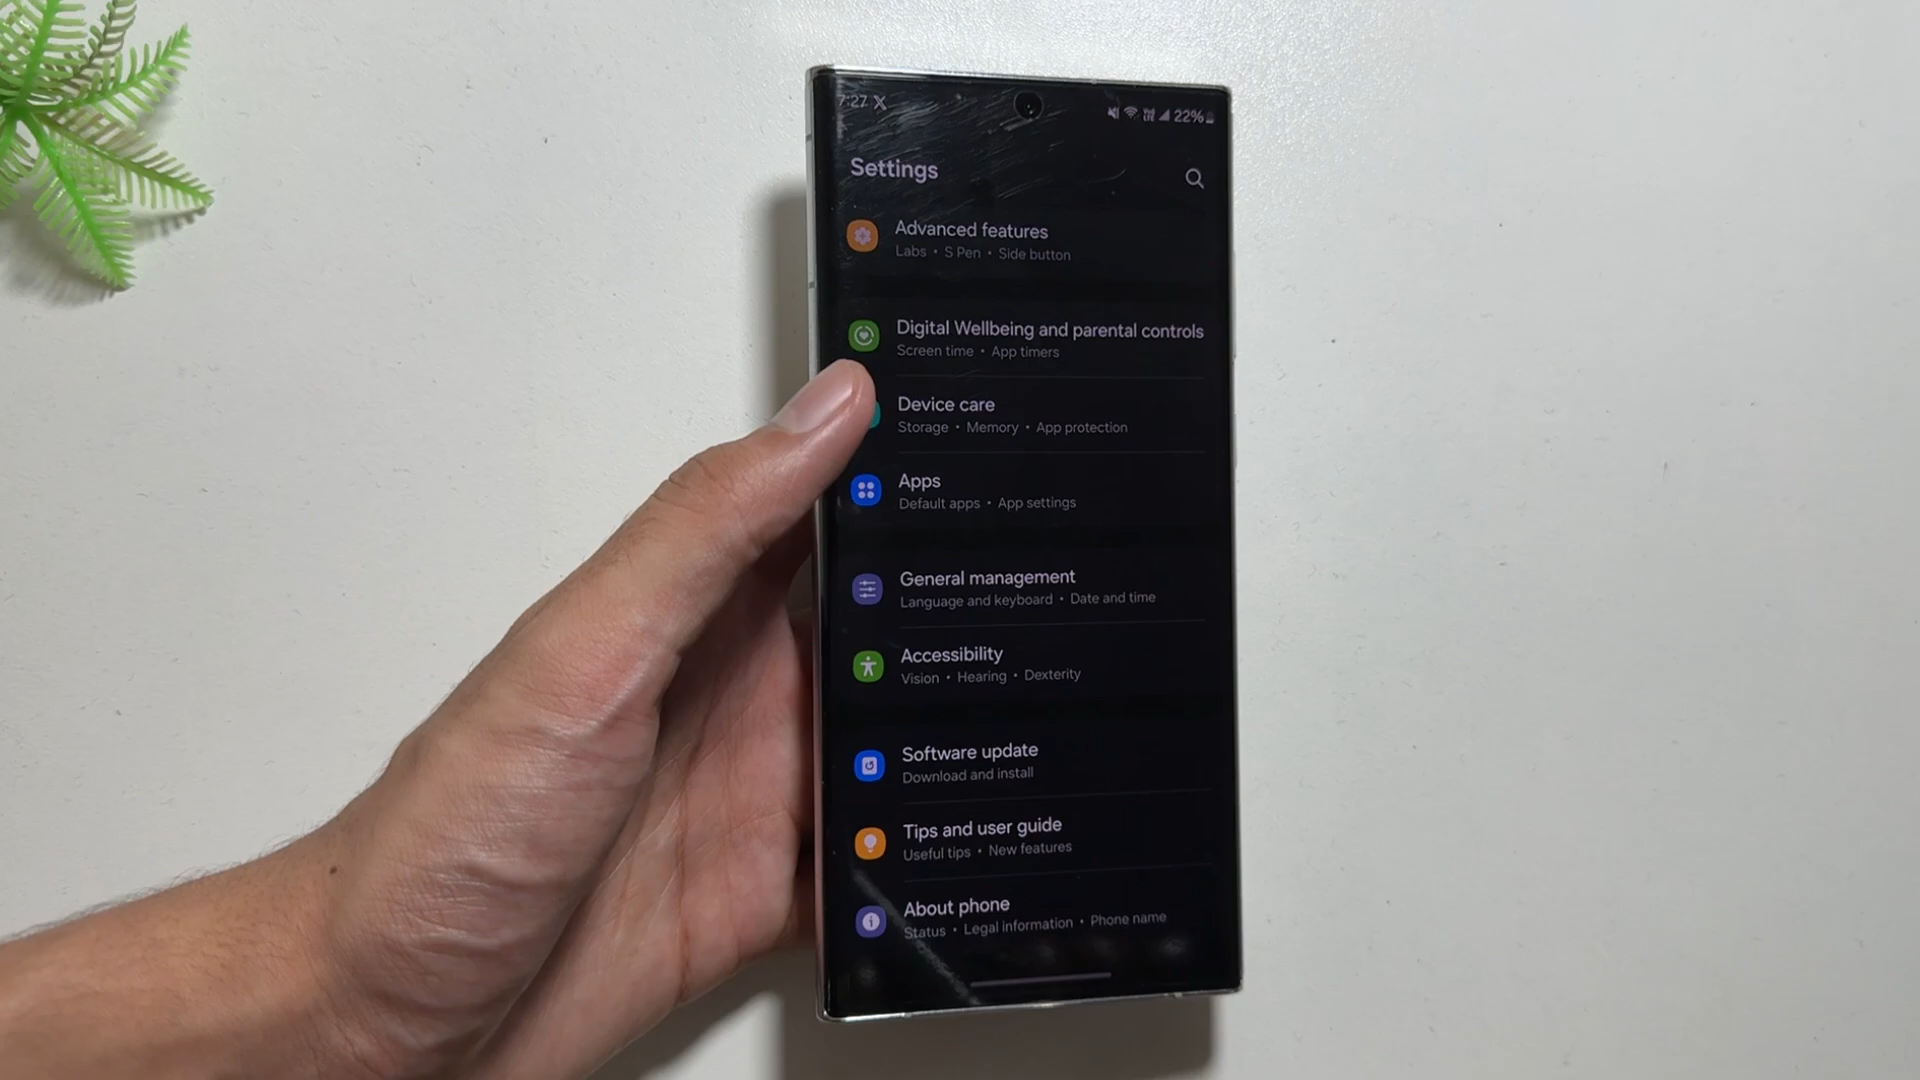 7:27 X 22%
Settings
Advanced features
Labs • S Pen • Side button
Digital Wellbeing and parental controls
Screen time • App timers
Device care
Storage • Memory • App protection
Apps
Default apps • App settings
General management
Language and keyboard • Date and time
Accessibility
Vision • Hearing • Dexterity
Software update
Download and install
Tips and user guide
Useful tips • New features
About phone
Status • Legal information • Phone name